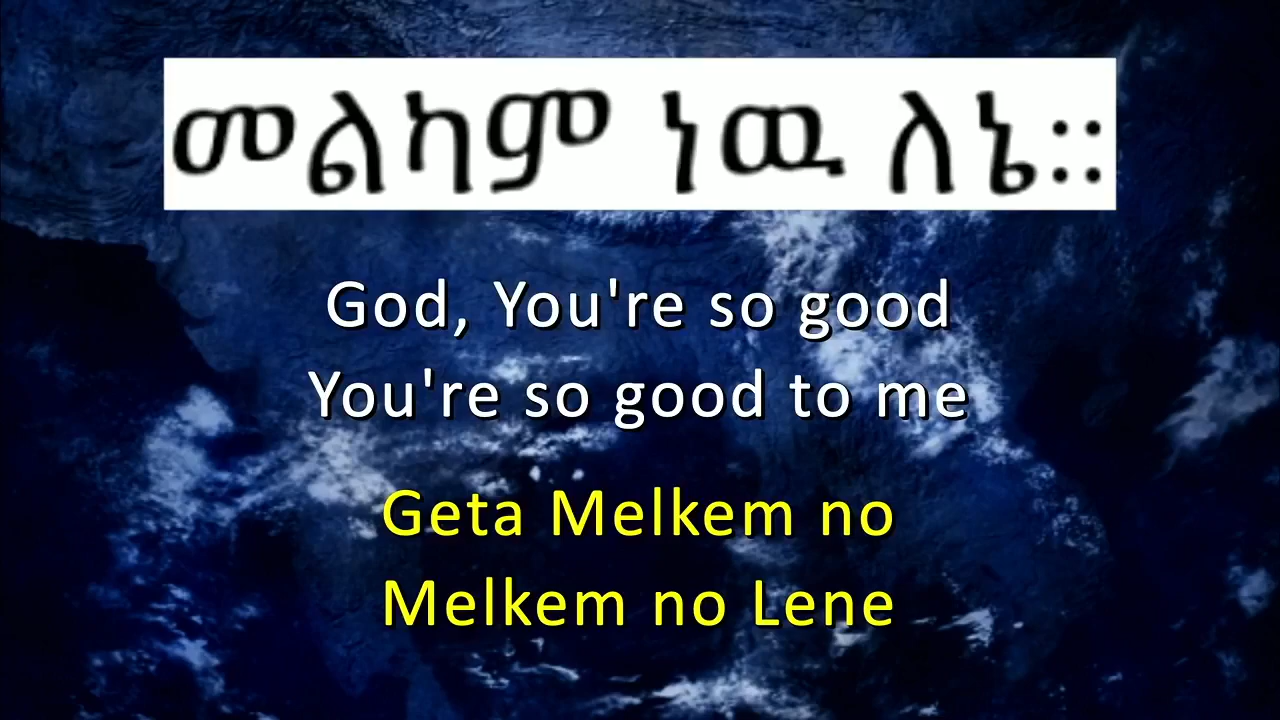 መልካም ነዉ ለኔ::
God, You're so good
You're so good to me
Geta Melkem no
Melkem no Lene